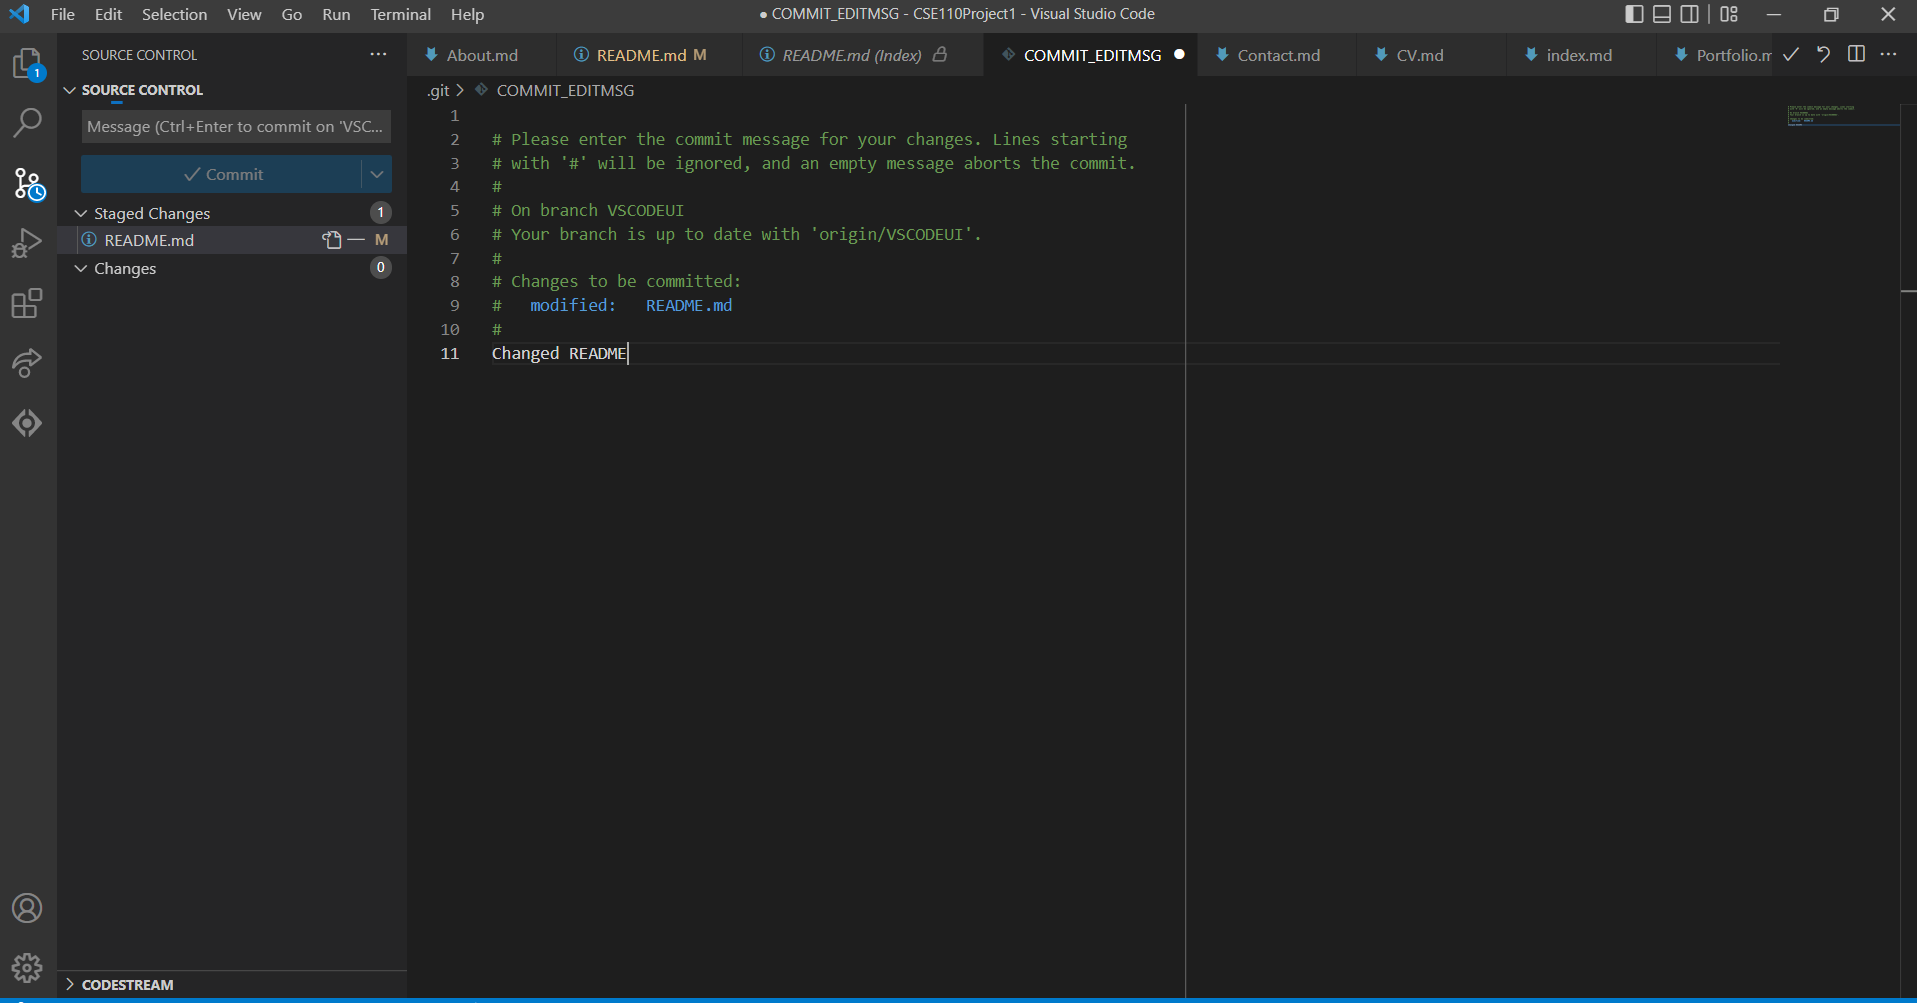 File Edit Selection View Go Run Terminal Help
● COMMIT_EDITMSG - CSE110Project1 - Visual Studio Code
SOURCE CONTROL ...
About.md
README.md M
README.md (Index)
COMMIT_EDITMSG ●
Contact.md
CV.md
index.md
Portfolio.m
...
1
SOURCE CONTROL
Message (Ctrl+Enter to commit on 'VSC...
Commit
Staged Changes 1
README.md M
Changes 0
.git > COMMIT_EDITMSG
1
2 # Please enter the commit message for your changes. Lines starting
3 # with '#' will be ignored, and an empty message aborts the commit.
4 #
5 # On branch VSCODEUI
6 # Your branch is up to date with 'origin/VSCODEUI'.
7 #
8 # Changes to be committed:
9 # modified: README.md
10 #
11 Changed README
CODESTREAM